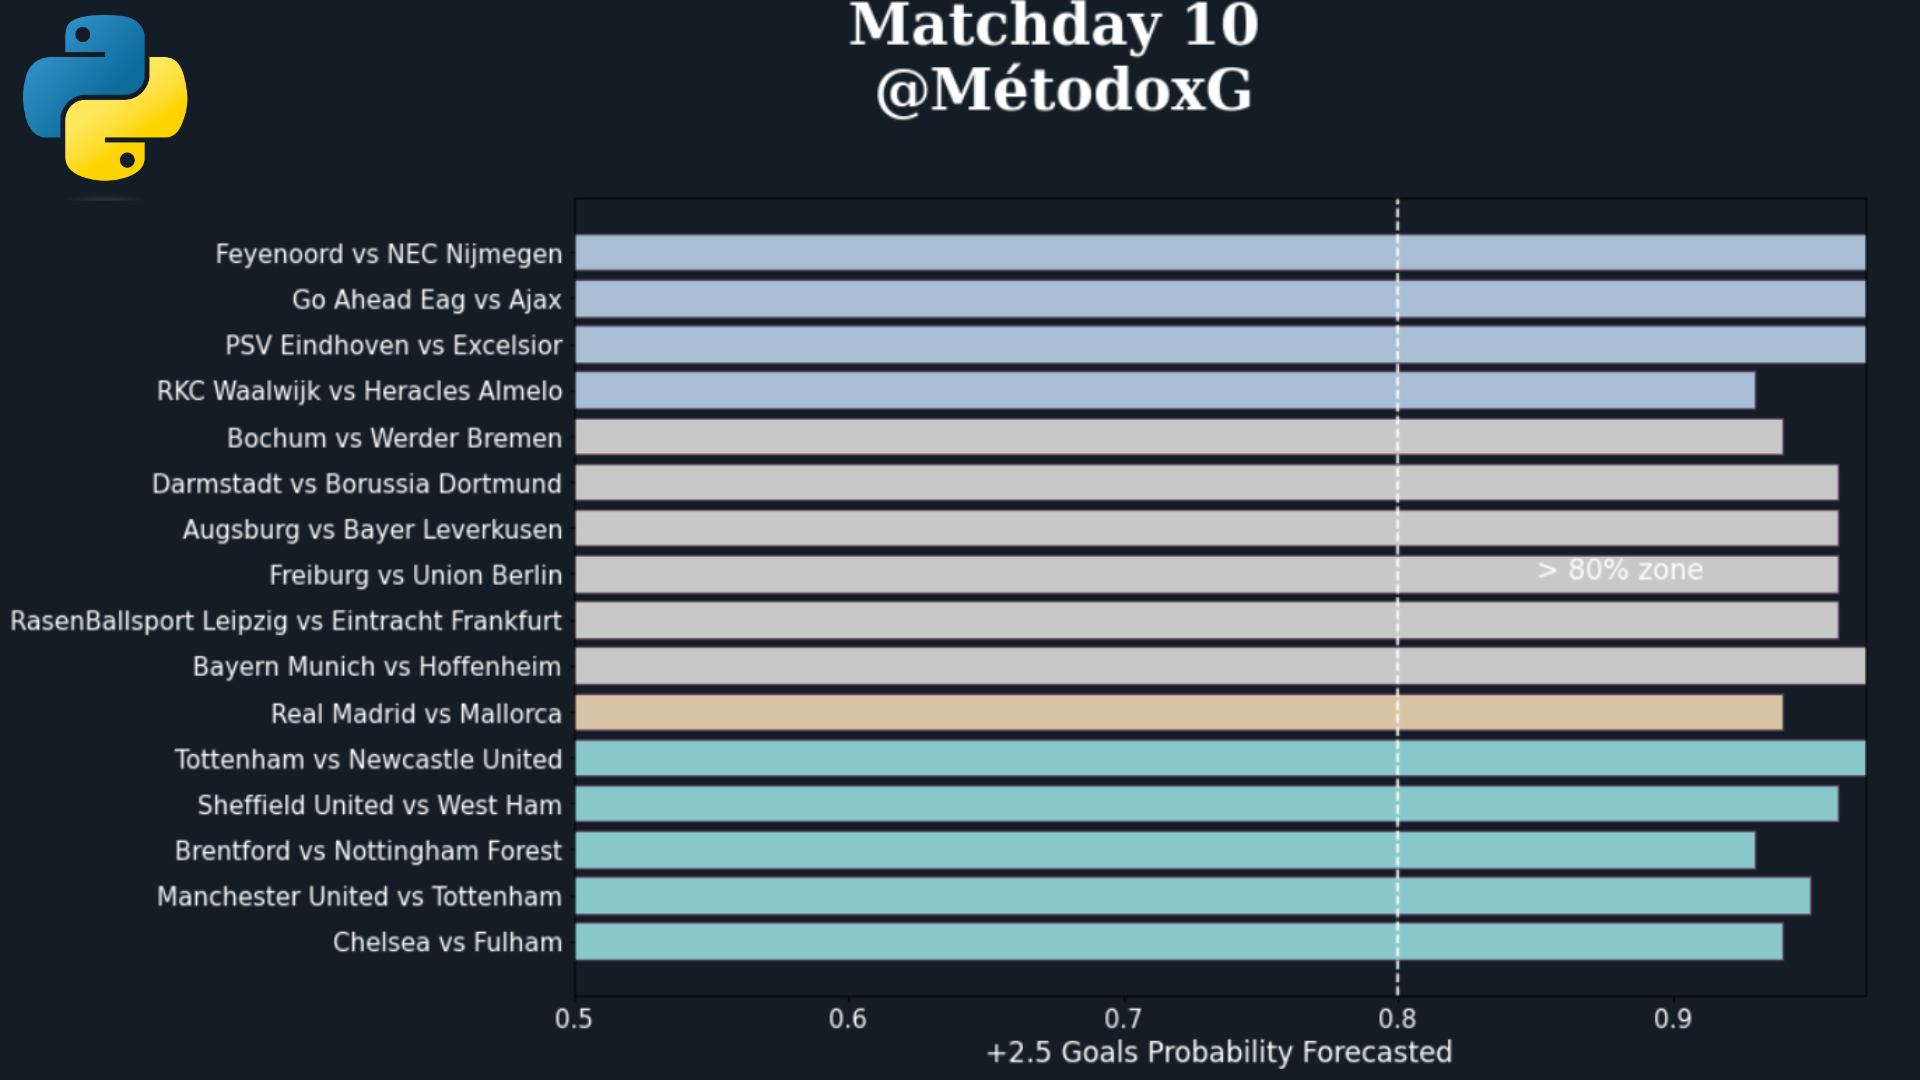 Matchday 10
@MétodoxG
Feyenoord vs NEC Nijmegen
Go Ahead Eag vs Ajax
PSV Eindhoven vs Excelsior
RKC Waalwijk vs Heracles Almelo
Bochum vs Werder Bremen
Darmstadt vs Borussia Dortmund
Augsburg vs Bayer Leverkusen
Freiburg vs Union Berlin
> 80% zone
RasenBallsport Leipzig vs Eintracht Frankfurt
Bayern Munich vs Hoffenheim
Real Madrid vs Mallorca
Tottenham vs Newcastle United
Sheffield United vs West Ham
Brentford vs Nottingham Forest
Manchester United vs Tottenham
Chelsea vs Fulham
0.5 0.6 0.7 0.8 0.9
+2.5 Goals Probability Forecasted